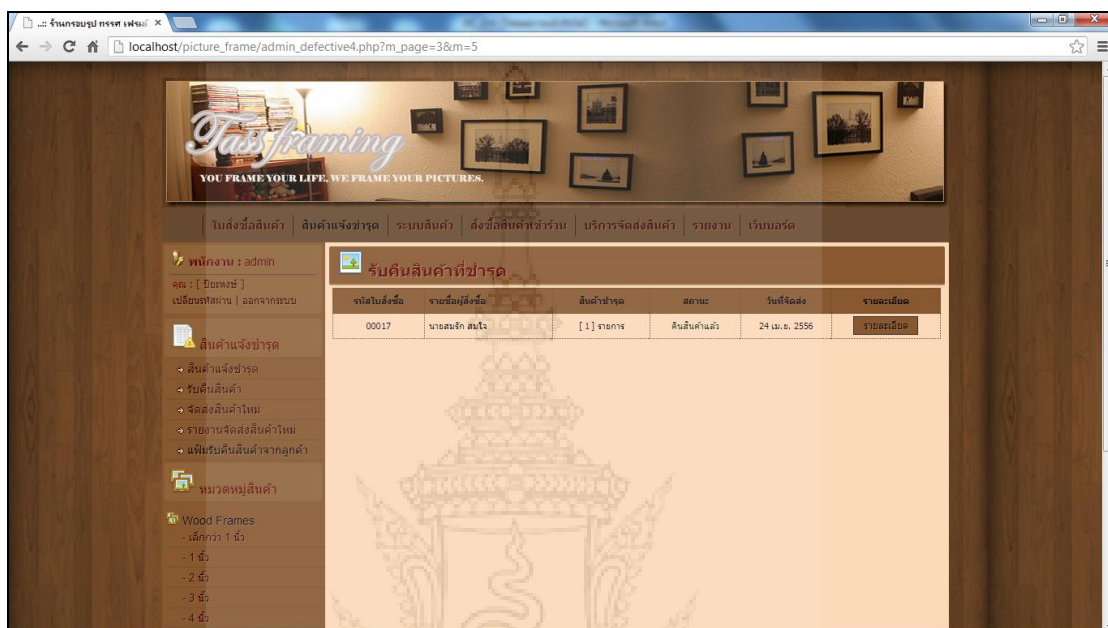 ..:: ร้านกรอบรูป ทรรศ เฟรม
localhost/picture_frame/admin_defective4.php?m_page=3&m=5
Tass framing
YOU FRAME YOUR LIFE, WE FRAME YOUR PICTURES.
ใบสั่งซื้อสินค้า สินค้าแจ้งชำรุด ระบบสินค้า สั่งซื้อสินค้าเข้าร้าน บริการจัดส่งสินค้า รายงาน เว็บบอร์ด
พนักงาน : admin
คุณ : [ ปิยะพงษ์ ]
เปลี่ยนรหัสผ่าน | ออกจากระบบ
สินค้าแจ้งชำรุด
สินค้าแจ้งชำรุด
รับคืนสินค้า
จัดส่งสินค้าใหม่
รายงานจัดส่งสินค้าใหม่
แฟ้มรับคืนสินค้าจากลูกค้า
หมวดหมู่สินค้า
Wood Frames
- เล็กกว่า 1 นิ้ว
- 1 นิ้ว
- 2 นิ้ว
- 3 นิ้ว
- 4 นิ้ว
รับคืนสินค้าที่ชำรุด
รหัสใบสั่งซื้อ รายชื่อผู้สั่งซื้อ สินค้าชำรุด สถานะ วันที่จัดส่ง รายละเอียด
00017 นายสมรัก สมใจ [ 1 ] รายการ คืนสินค้าแล้ว 24 เม.ย. 2556 รายละเอียด